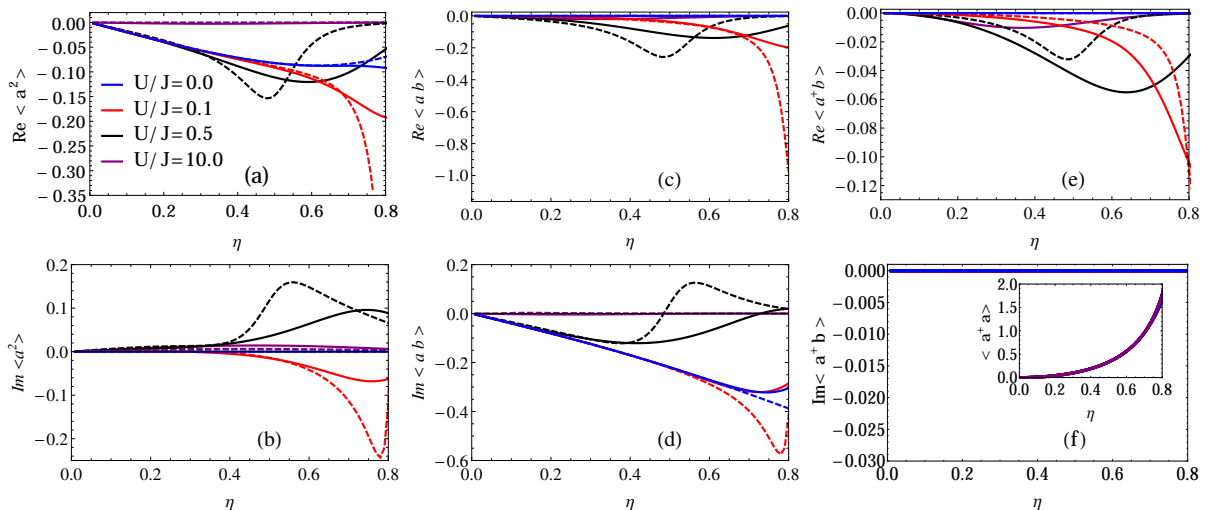 0.00
−0.05
−0.10
−0.15
−0.20
−0.25
−0.30
−0.35
Re < a² >
U/J=0.0
U/J=0.1
U/J=0.5
U/J=10.0
(a)
0.0 0.2 0.4 0.6 0.8
η
0.0
−0.2
−0.4
−0.6
−0.8
−1.0
Re < a b >
(c)
0.0 0.2 0.4 0.6 0.8
η
0.00
−0.02
−0.04
−0.06
−0.08
−0.10
−0.12
Re < a⁺ b >
(e)
0.0 0.2 0.4 0.6 0.8
η
0.2
0.1
0.0
−0.1
−0.2
Im <a² >
(b)
0.0 0.2 0.4 0.6 0.8
η
0.2
0.0
−0.2
−0.4
−0.6
Im < a b >
(d)
0.0 0.2 0.4 0.6 0.8
η
0.000
−0.005
−0.010
−0.015
−0.020
−0.025
−0.030
Im< a⁺ b >
2.0
1.5
1.0
0.5
0.0
< a⁺ a>
0.0 0.2 0.4 0.6 0.8
η
(f)
0.0 0.2 0.4 0.6 0.8
η